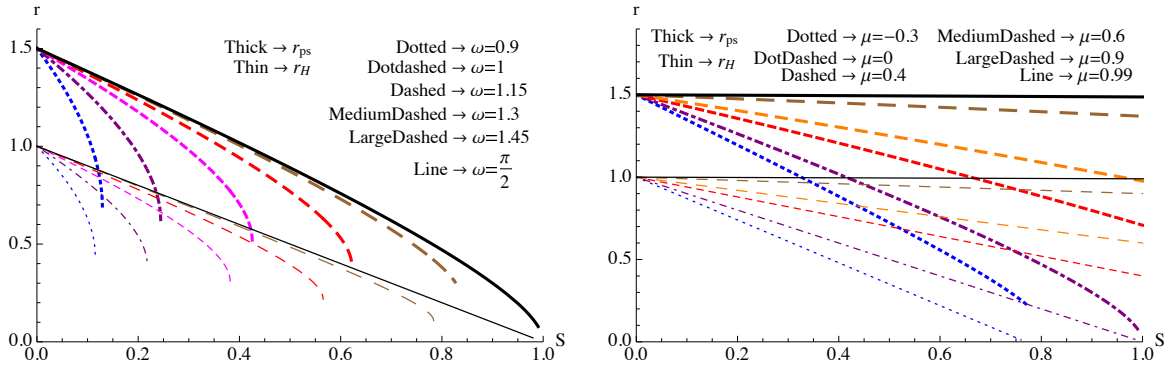 r
Thick → r_ps
Thin → r_H
Dotted → ω=0.9
Dotdashed → ω=1
Dashed → ω=1.15
MediumDashed → ω=1.3
LargeDashed → ω=1.45
Line → ω=π/2
1.5
1.0
0.5
0.0
0.0 0.2 0.4 0.6 0.8 1.0 S
r
Thick → r_ps
Thin → r_H
Dotted → μ=−0.3
DotDashed → μ=0
Dashed → μ=0.4
MediumDashed → μ=0.6
LargeDashed → μ=0.9
Line → μ=0.99
1.5
1.0
0.5
0.0
0.0 0.2 0.4 0.6 0.8 1.0 S